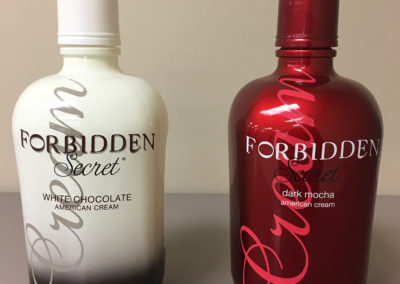 Cream
FORBIDDEN
Secret®
WHITE CHOCOLATE
AMERICAN CREAM
Cream
FORBIDDEN
Secret
dark mocha
american cream